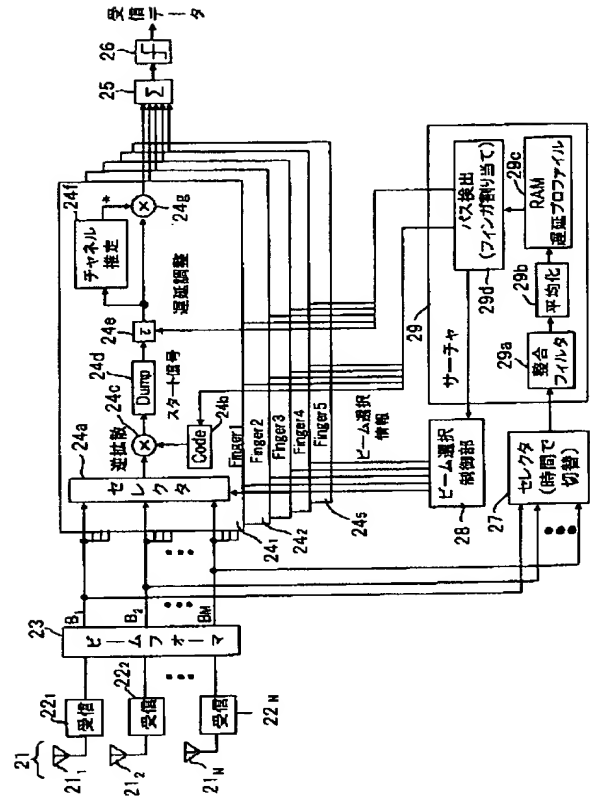 21
21₁
21₂
21N
22₁
受信
22₂
受信
受信
22N
23
ビームフォーマ
B₁
B₂
BM
24a
セレクタ
逆拡散
24c
Code
24b
24d
Dump
スタート信号
24e
τ
遅延調整
24f
チャネル
推定
*
24g
Finger1
Finger2
Finger3
Finger4
Finger5
24₁
24₂
24₅
25
Σ
26
受信データ
ビーム選択
情報
28
ビーム選択
制御部
27
セレクタ
(時間で
切替)
29
サーチャ
29a
整合
フィルタ
29b
平均化
29c
RAM
遅延プロファイル
29d
パス検出
(フィンガ割り当て)